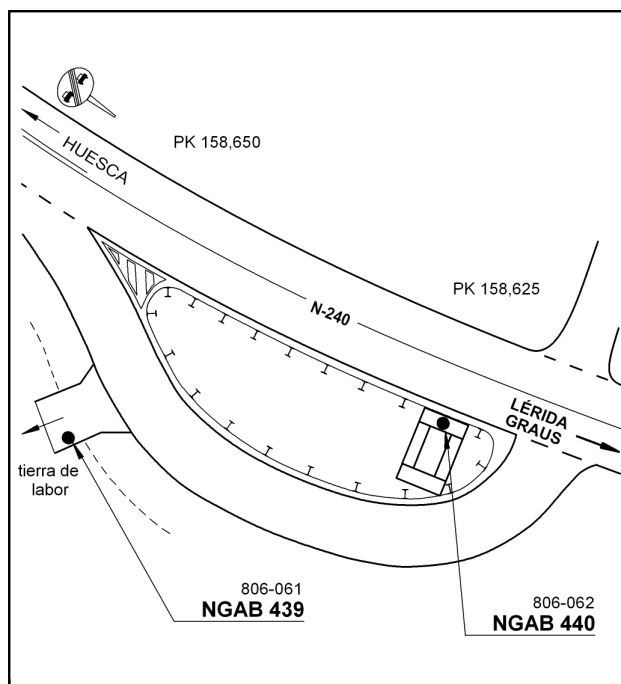 PK 158,650
HUESCA
PK 158,625
N-240
LÉRIDA
GRAUS
tierra de
labor
806-061
NGAB 439
806-062
NGAB 440